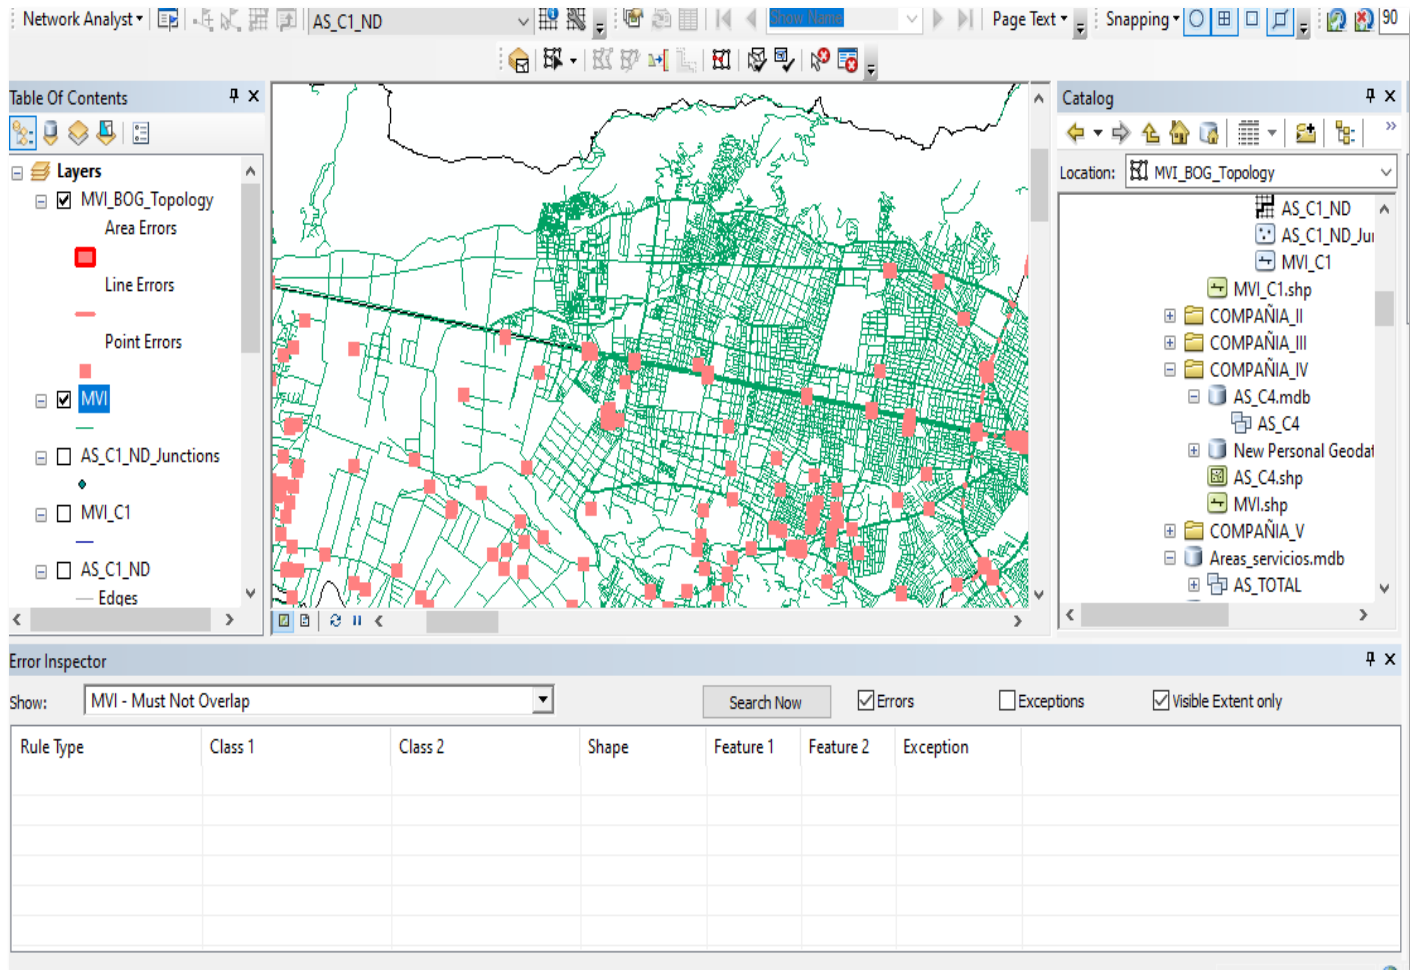 Network Analyst
AS_C1_ND
Show Name
Page Text
Snapping
90
Table Of Contents
Layers
MVI_BOG_Topology
Area Errors
Line Errors
Point Errors
MVI
AS_C1_ND_Junctions
MVI_C1
AS_C1_ND
Edges
Catalog
Location: MVI_BOG_Topology
AS_C1_ND
AS_C1_ND_Jun
MVI_C1
MVI_C1.shp
COMPAÑIA_II
COMPAÑIA_III
COMPAÑIA_IV
AS_C4.mdb
AS_C4
New Personal Geodat
AS_C4.shp
MVI.shp
COMPAÑIA_V
Areas_servicios.mdb
AS_TOTAL
Error Inspector
Show: MVI - Must Not Overlap Search Now Errors Exceptions Visible Extent only
Rule Type Class 1 Class 2 Shape Feature 1 Feature 2 Exception